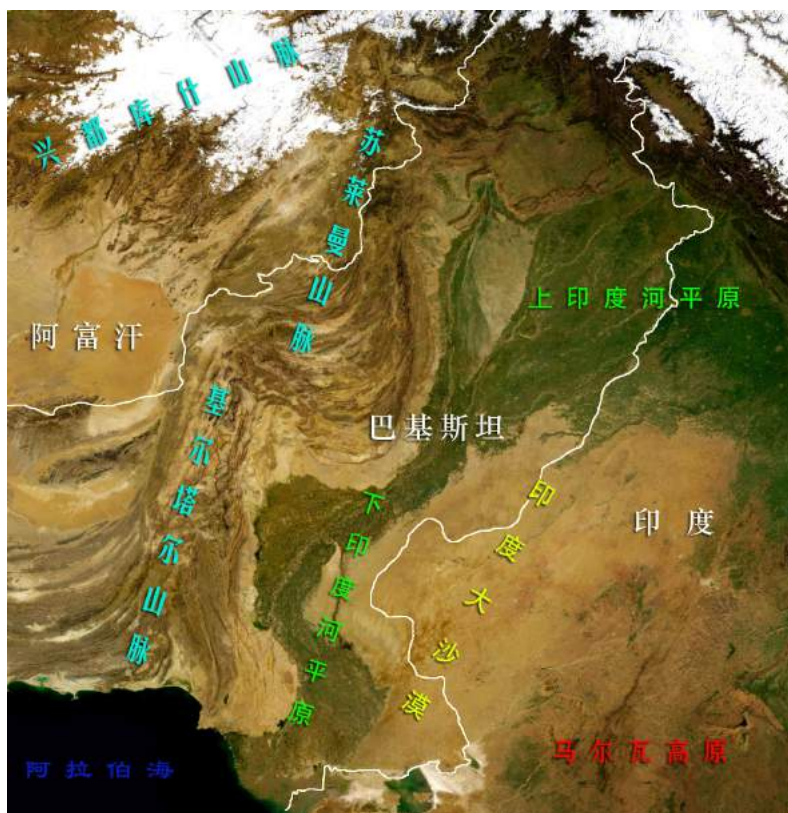 兴都库什山脉
苏莱曼山脉
上印度河平原
阿富汗
基尔塔尔山脉
巴基斯坦
下印度河平原
印度大沙漠
印度
马尔瓦高原
阿拉伯海